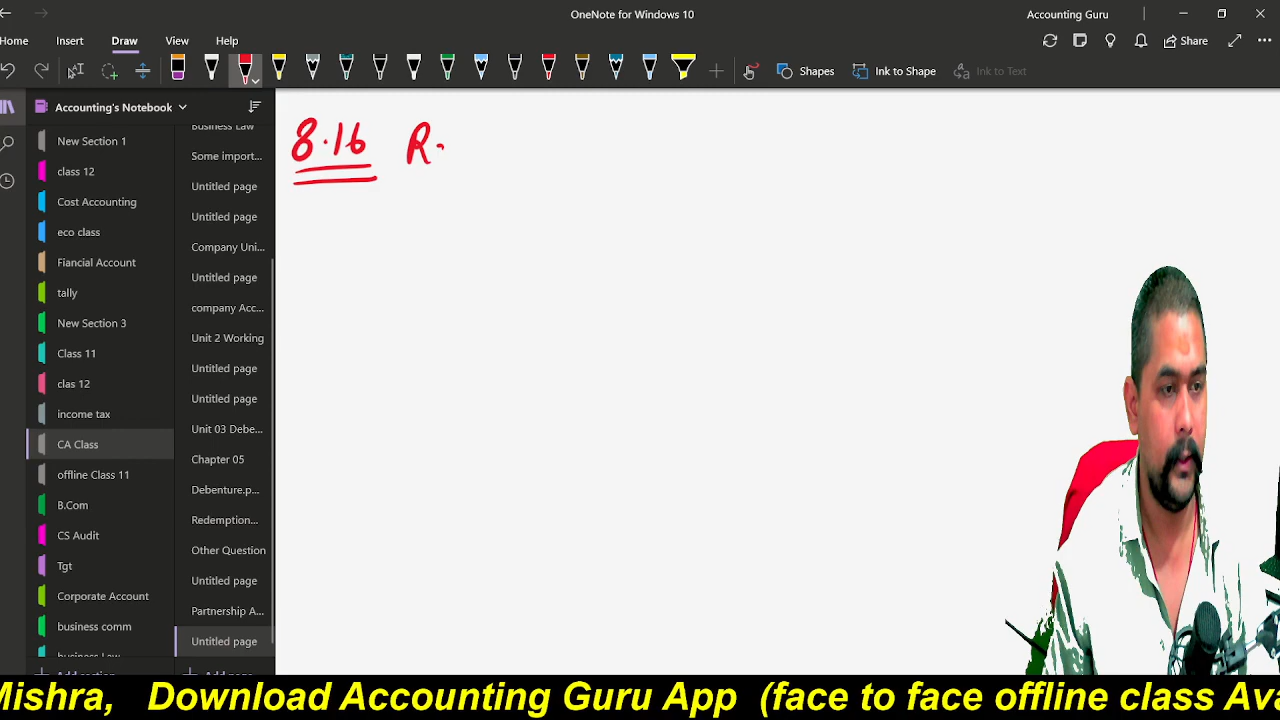 OneNote for Windows 10
Accounting Guru
Home Insert Draw View Help
Share
Shapes
Ink to Shape
Ink to Text
Accounting's Notebook
New Section 1
class 12
Cost Accounting
eco class
Fiancial Account
tally
New Section 3
Class 11
clas 12
income tax
CA Class
offline Class 11
B.Com
CS Audit
Tgt
Corporate Account
business comm
business Law
Business Law
Some import...
Untitled page
Untitled page
Company Uni...
Untitled page
company Acc...
Unit 2 Working
Untitled page
Untitled page
Unit 03 Debe...
Chapter 05
Debenture.p...
Redemption...
Other Question
Untitled page
Partnership A...
Untitled page
8.16 R.
Mishra, Download Accounting Guru App (face to face offline class Ava